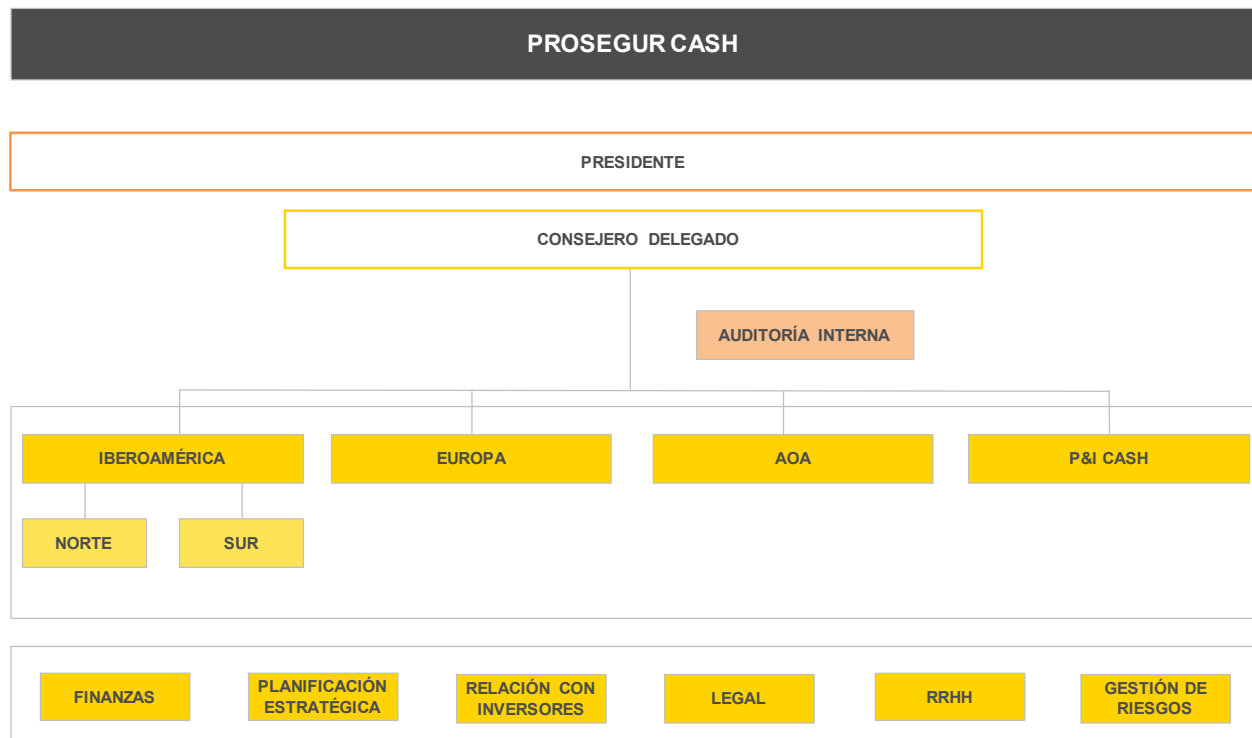 PROSEGUR CASH
PRESIDENTE
CONSEJERO DELEGADO
AUDITORÍA INTERNA
IBEROAMÉRICA
EUROPA
AOA
P&I CASH
NORTE
SUR
FINANZAS
PLANIFICACIÓN
ESTRATÉGICA
RELACIÓN CON
INVERSORES
LEGAL
RRHH
GESTIÓN DE
RIESGOS